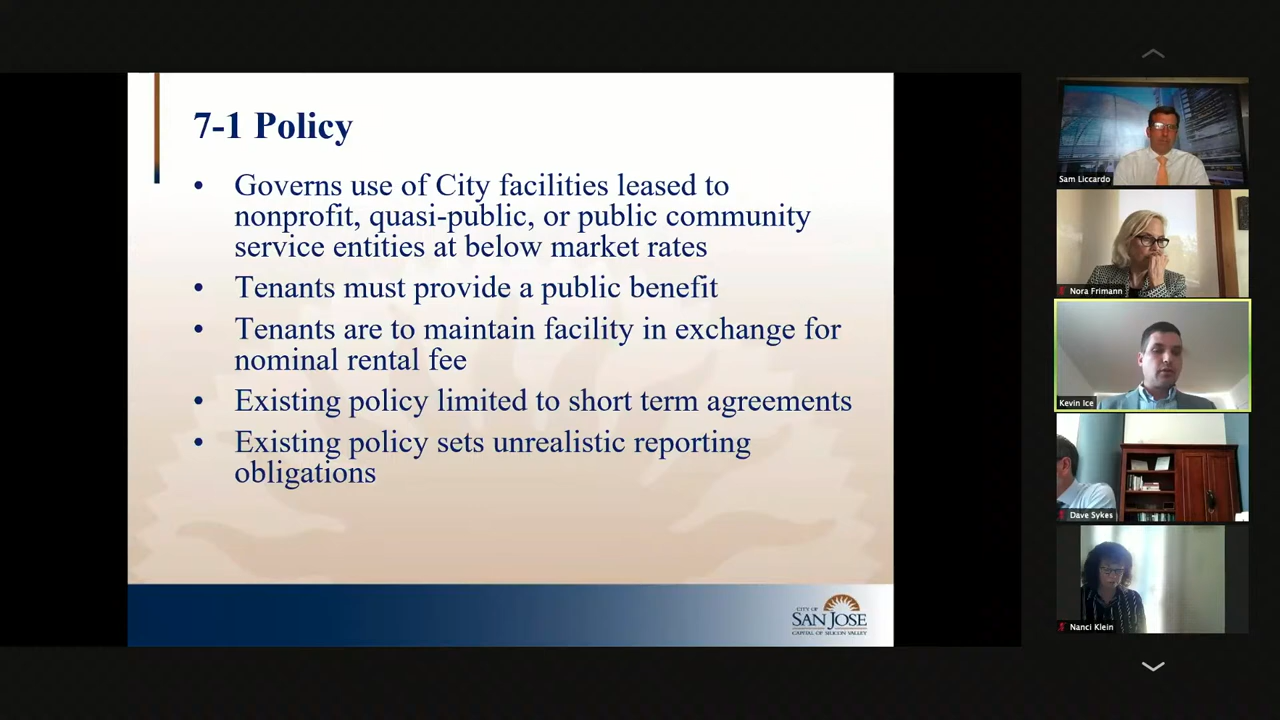 7-1 Policy
• Governs use of City facilities leased to
nonprofit, quasi-public, or public community
service entities at below market rates
• Tenants must provide a public benefit
• Tenants are to maintain facility in exchange for
nominal rental fee
• Existing policy limited to short term agreements
• Existing policy sets unrealistic reporting
obligations
CITY OF
SAN JOSE
CAPITAL OF SILICON VALLEY
Sam Liccardo
Nora Frimann
Kevin Ice
Dave Sykes
Nanci Klein